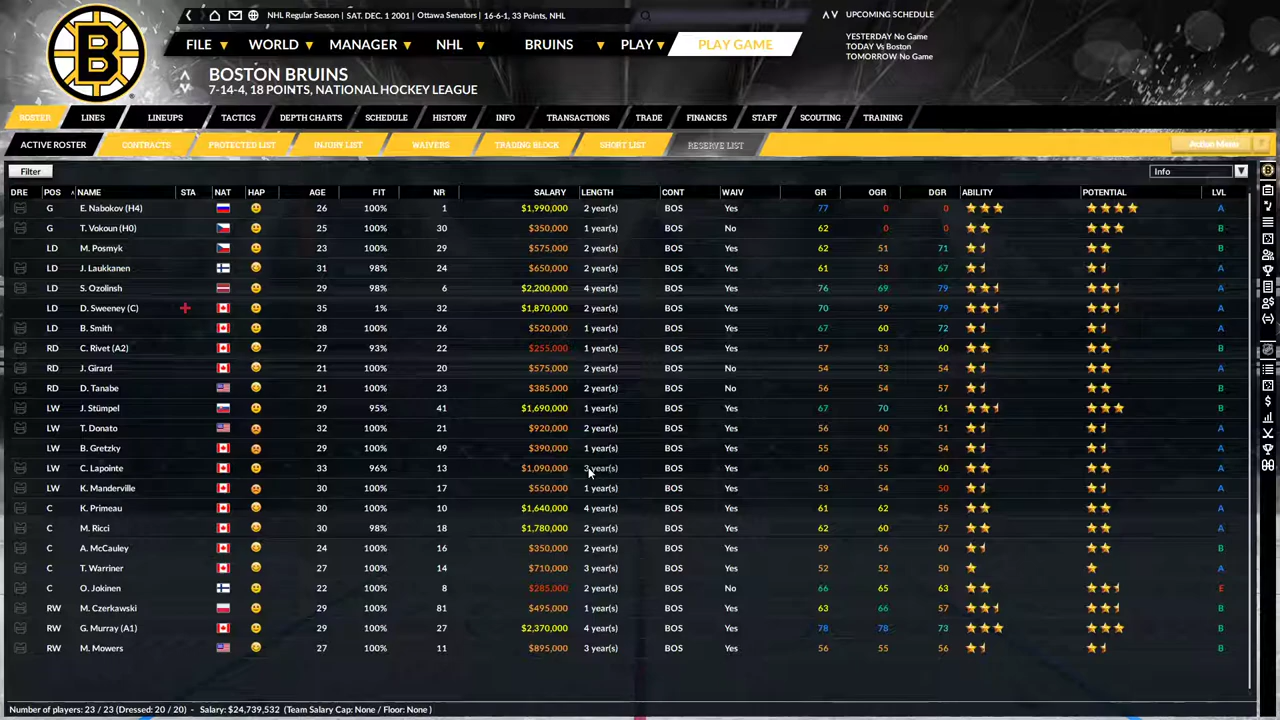 NHL Regular Season | SAT. DEC. 1 2001 | Ottawa Senators | 16-6-1, 33 Points, NHL
UPCOMING SCHEDULE
YESTERDAY No Game
TODAY Vs Boston
TOMORROW No Game
FILE WORLD MANAGER NHL BRUINS PLAY PLAY GAME
B
BOSTON BRUINS
7-14-4, 18 POINTS, NATIONAL HOCKEY LEAGUE
ROSTER LINES LINEUPS TACTICS DEPTH CHARTS SCHEDULE HISTORY INFO TRANSACTIONS TRADE FINANCES STAFF SCOUTING TRAINING
ACTIVE ROSTER CONTRACTS PROTECTED LIST INJURY LIST WAIVERS TRADING BLOCK SHORT LIST RESERVE LIST Action Menu
Filter Info
DRE POS NAME STA NAT HAP AGE FIT NR SALARY LENGTH CONT WAIV GR OGR DGR ABILITY POTENTIAL LVL
G E. Nabokov (H4) 26 100% 1 $1,990,000 2 year(s) BOS Yes 77 0 0 A
G T. Vokoun (H0) 25 100% 30 $350,000 1 year(s) BOS No 62 0 0 B
LD M. Posmyk 23 100% 29 $575,000 2 year(s) BOS Yes 62 51 71 B
LD J. Laukkanen 31 98% 24 $650,000 2 year(s) BOS Yes 61 53 67 A
LD S. Ozolinsh 29 98% 6 $2,200,000 4 year(s) BOS Yes 76 69 79 A
LD D. Sweeney (C) 35 1% 32 $1,870,000 2 year(s) BOS Yes 70 59 79 A
LD B. Smith 28 100% 26 $520,000 1 year(s) BOS Yes 67 60 72 A
RD C. Rivet (A2) 27 93% 22 $255,000 1 year(s) BOS Yes 57 53 60 B
RD J. Girard 21 100% 20 $575,000 2 year(s) BOS No 54 53 54 A
RD D. Tanabe 21 100% 23 $385,000 2 year(s) BOS No 56 54 57 B
LW J. Stümpel 29 95% 41 $1,690,000 1 year(s) BOS Yes 67 70 61 B
LW T. Donato 32 100% 21 $920,000 2 year(s) BOS Yes 56 60 51 A
LW B. Gretzky 29 100% 49 $390,000 1 year(s) BOS Yes 55 55 54 A
LW C. Lapointe 33 96% 13 $1,090,000 year(s) BOS Yes 60 55 60 A
LW K. Manderville 30 100% 17 $550,000 1 year(s) BOS Yes 53 54 50 A
C K. Primeau 30 100% 10 $1,640,000 4 year(s) BOS Yes 61 62 55 A
C M. Ricci 30 98% 18 $1,780,000 1 year(s) BOS Yes 62 60 57 A
C A. McCauley 24 100% 16 $350,000 2 year(s) BOS Yes 59 56 60 B
C T. Warriner 27 100% 14 $710,000 3 year(s) BOS Yes 52 52 50 A
C O. Jokinen 22 100% 8 $285,000 2 year(s) BOS No 66 65 63 E
RW M. Czerkawski 29 100% 81 $495,000 1 year(s) BOS Yes 63 66 57 B
RW G. Murray (A1) 29 100% 27 $2,370,000 4 year(s) BOS Yes 78 78 73 B
RW M. Mowers 27 100% 11 $895,000 3 year(s) BOS Yes 56 55 56 B
Number of players: 23 / 23 (Dressed: 20 / 20) - Salary: $24,739,532 (Team Salary Cap: None / Floor: None )